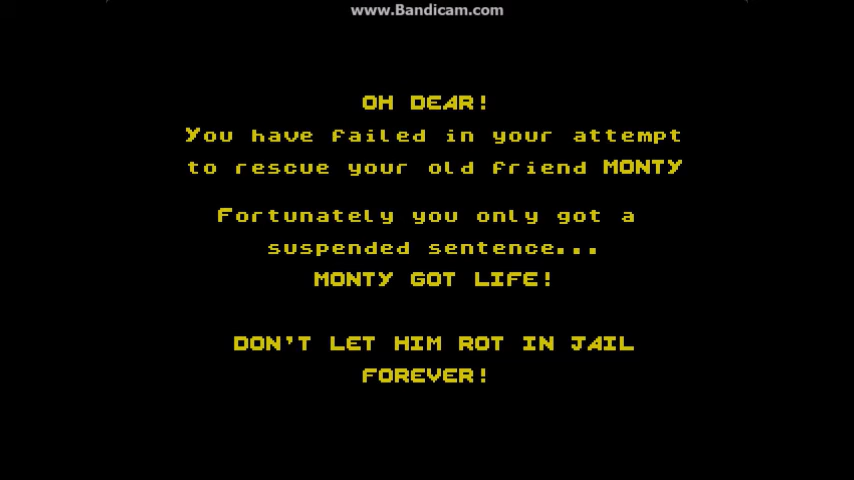 www.Bandicam.com
OH DEAR!
You have failed in your attempt
to rescue your old friend MONTY
Fortunately you only got a
suspended sentence...
MONTY GOT LIFE!
DON'T LET HIM ROT IN JAIL
FOREVER!